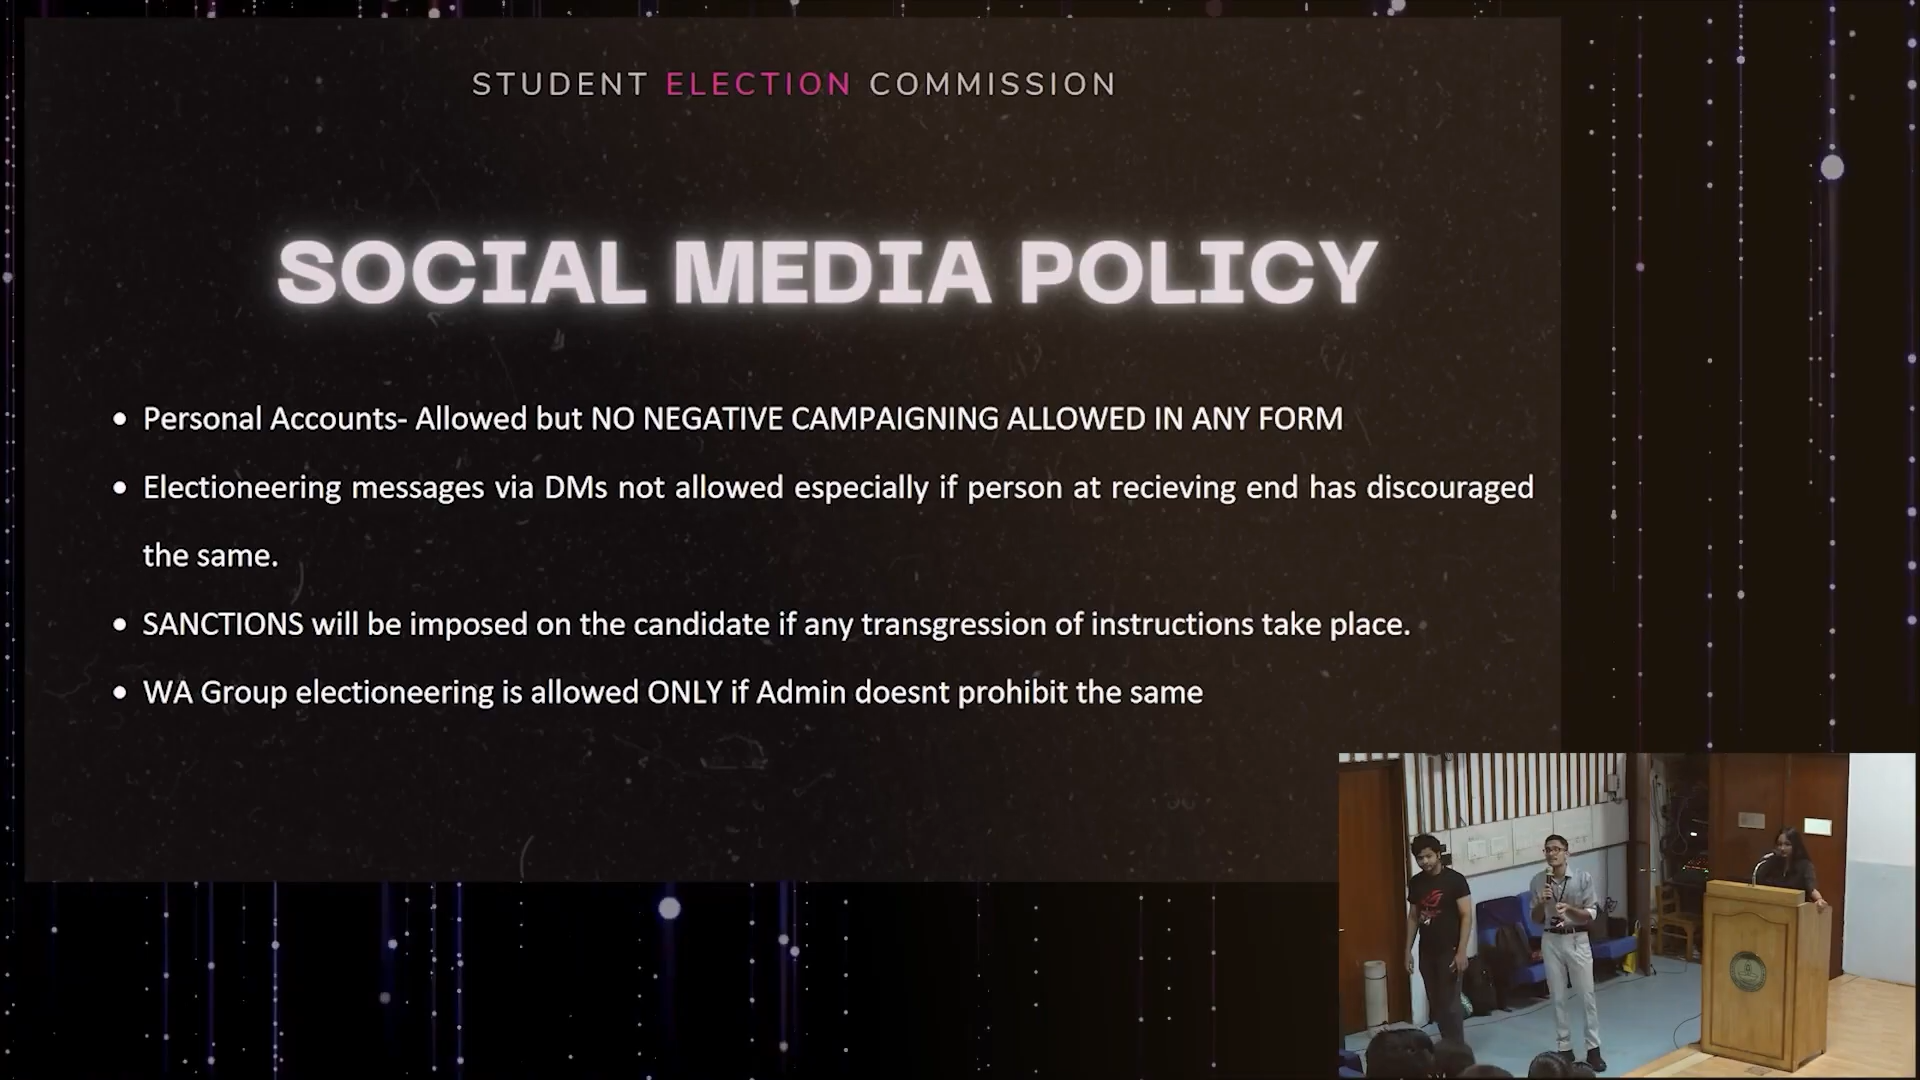 STUDENT ELECTION COMMISSION
SOCIAL MEDIA POLICY
• Personal Accounts- Allowed but NO NEGATIVE CAMPAIGNING ALLOWED IN ANY FORM
• Electioneering messages via DMs not allowed especially if person at recieving end has discouraged
the same.
• SANCTIONS will be imposed on the candidate if any transgression of instructions take place.
• WA Group electioneering is allowed ONLY if Admin doesnt prohibit the same